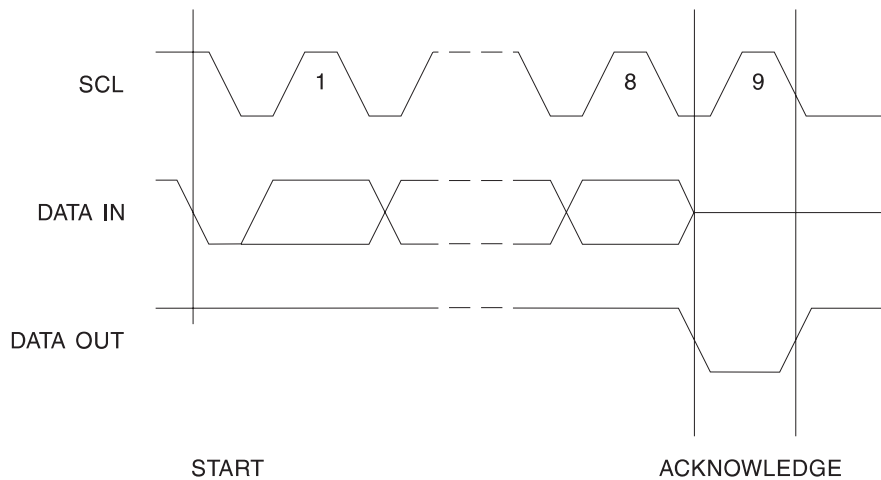 SCL
1
8
9
DATA IN
DATA OUT
START
ACKNOWLEDGE